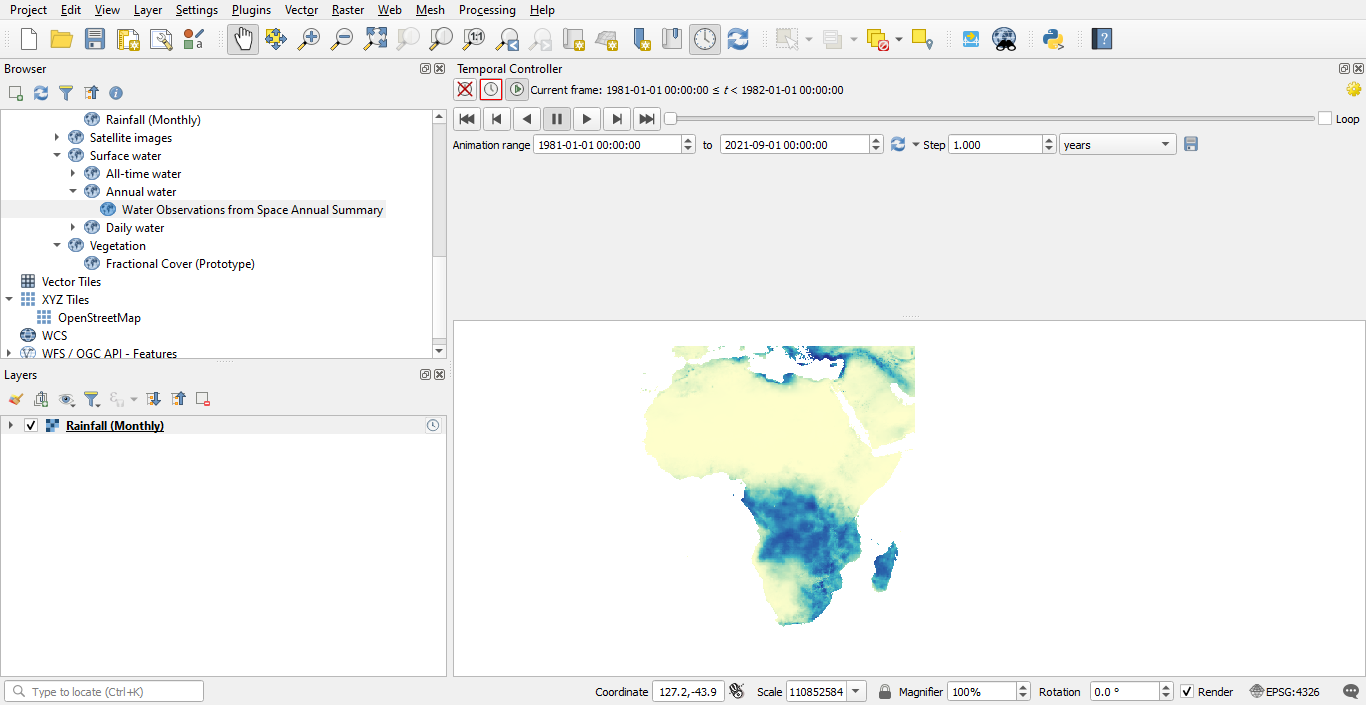 Project Edit View Layer Settings Plugins Vector Raster Web Mesh Processing Help
1:1
Browser
Rainfall (Monthly)
Satellite images
Surface water
All-time water
Annual water
Water Observations from Space Annual Summary
Daily water
Vegetation
Fractional Cover (Prototype)
Vector Tiles
XYZ Tiles
OpenStreetMap
WCS
WFS / OGC API - Features
Layers
Rainfall (Monthly)
Temporal Controller
Current frame: 1981-01-01 00:00:00 ≤ t < 1982-01-01 00:00:00
Loop
Animation range 1981-01-01 00:00:00 to 2021-09-01 00:00:00 Step 1.000 years
Type to locate (Ctrl+K) Coordinate 127.2,-43.9 Scale 110852584 Magnifier 100% Rotation 0.0 ° Render EPSG:4326